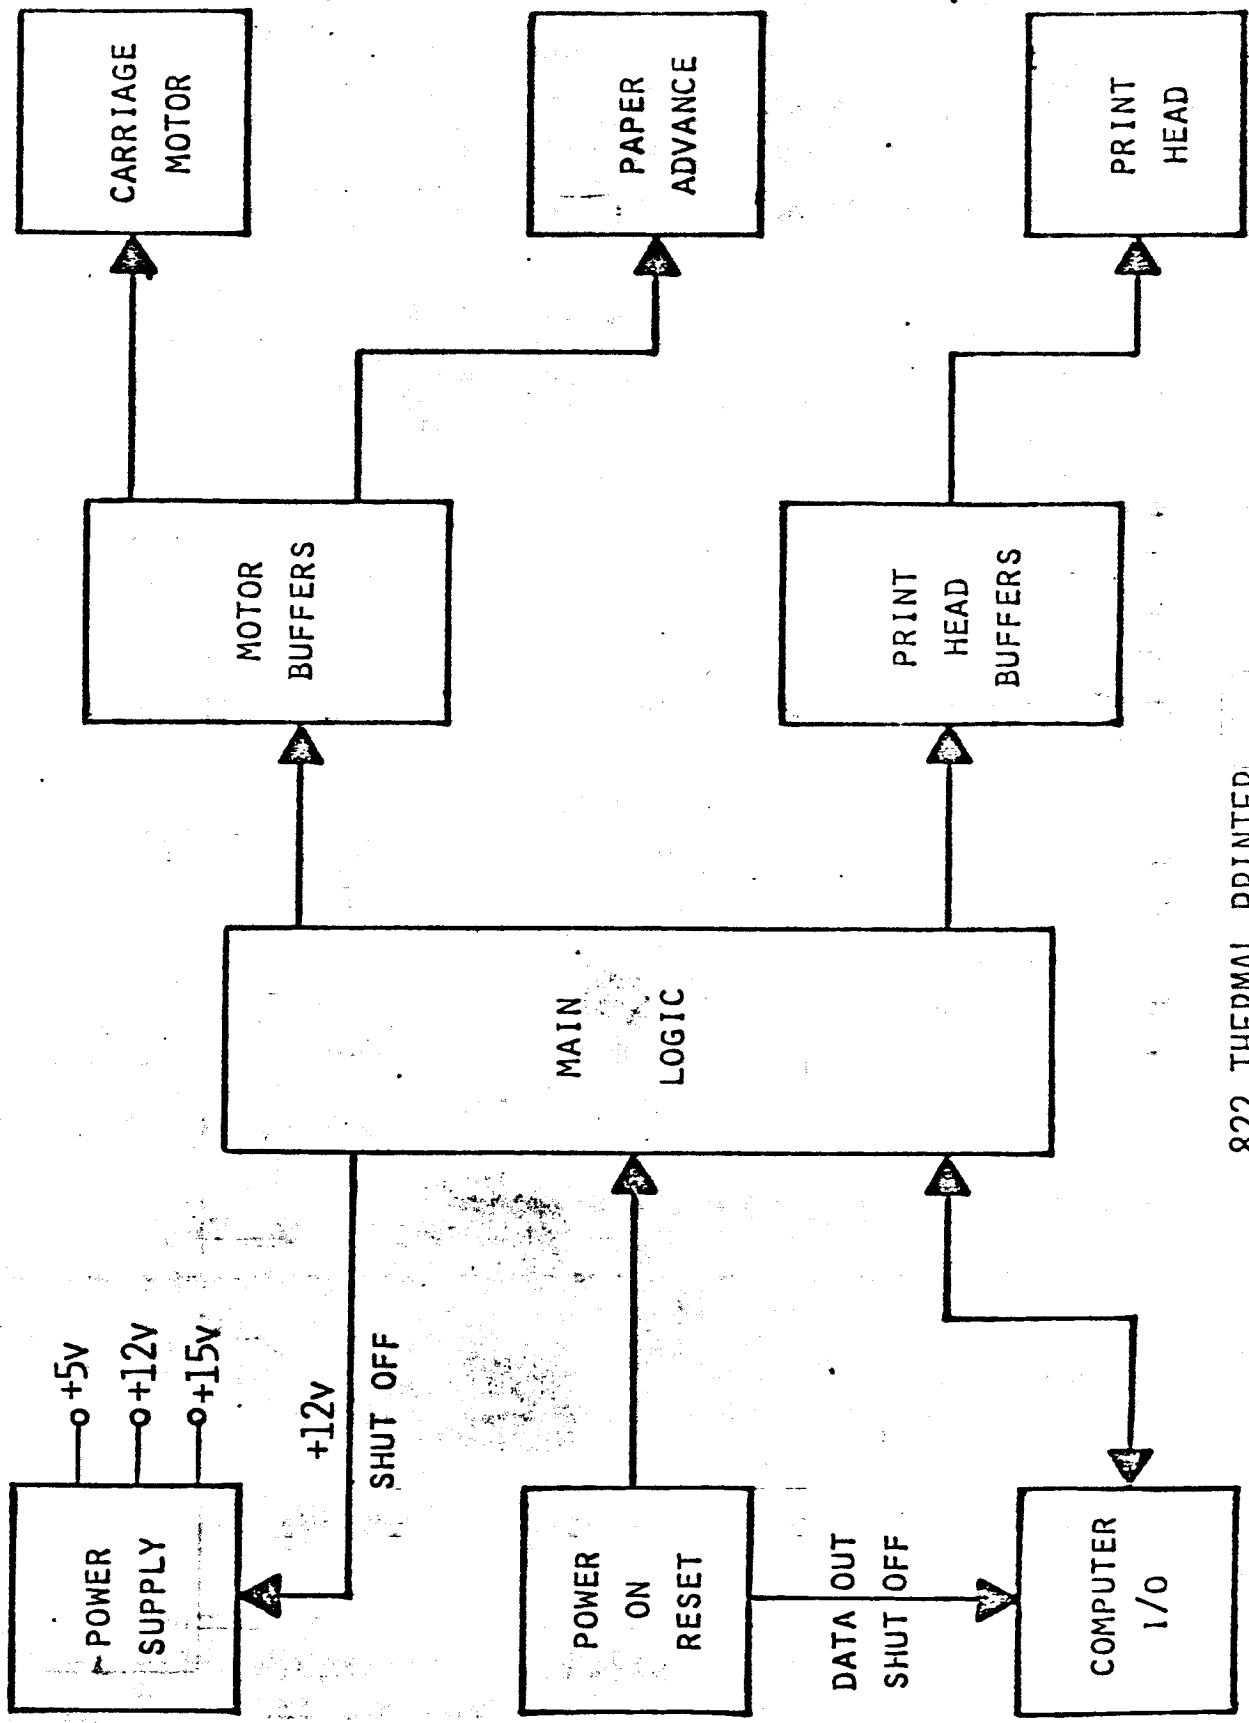 POWER
SUPPLY
+5v
+12v
+15v
+12v
SHUT OFF
POWER
ON
RESET
DATA OUT
SHUT OFF
COMPUTER
I/O
MAIN
LOGIC
MOTOR
BUFFERS
PRINT
HEAD
BUFFERS
CARRIAGE
MOTOR
PAPER
ADVANCE
PRINT
HEAD
822 THERMAL PRINTER